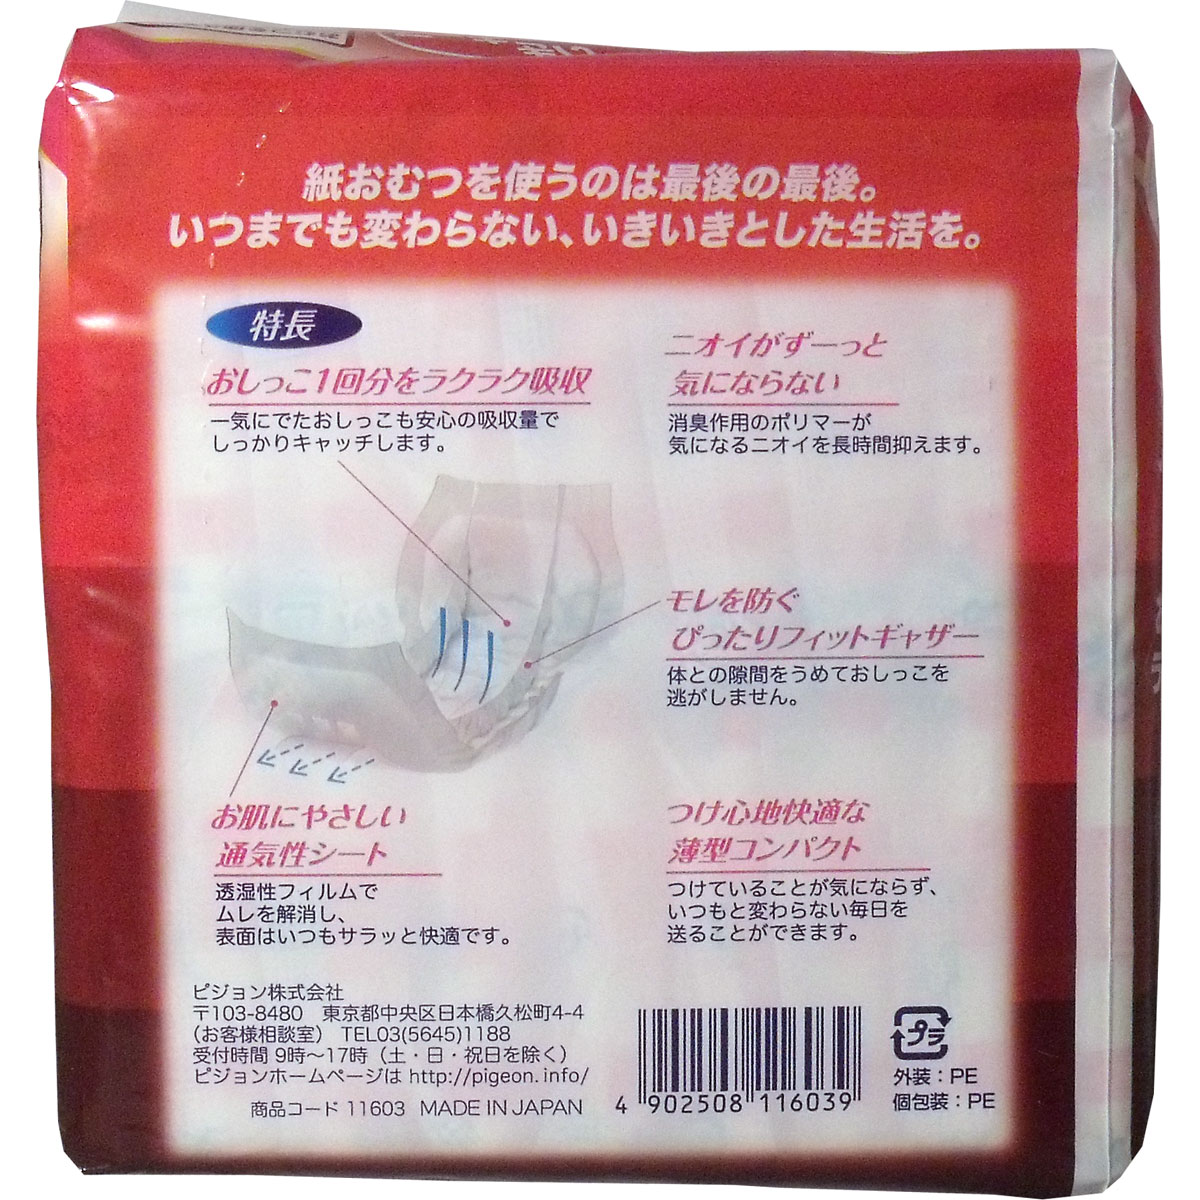 紙おむつを使うのは最後の最後。
いつまでも変わらない、いきいきとした生活を。
特長
おしっこ1回分をラクラク吸収
一気にでたおしっこも安心の吸収量で
しっかりキャッチします。
ニオイがずーっと
気にならない
消臭作用のポリマーが
気になるニオイを長時間抑えます。
モレを防ぐ
ぴったりフィットギャザー
体との隙間をうめておしっこを
逃がしません。
お肌にやさしい
通気性シート
透湿性フィルムで
ムレを解消し、
表面はいつもサラッと快適です。
つけ心地快適な
薄型コンパクト
つけていることが気にならず、
いつもと変わらない毎日を
送ることができます。
ピジョン株式会社
〒103-8480 東京都中央区日本橋久松町4-4
(お客様相談室) TEL03(5645)1188
受付時間 9時〜17時(土・日・祝日を除く)
ピジョンホームページは http://pigeon.info/
商品コード 11603 MADE IN JAPAN
4 902508 116039
プラ
外装:PE
個包装:PE